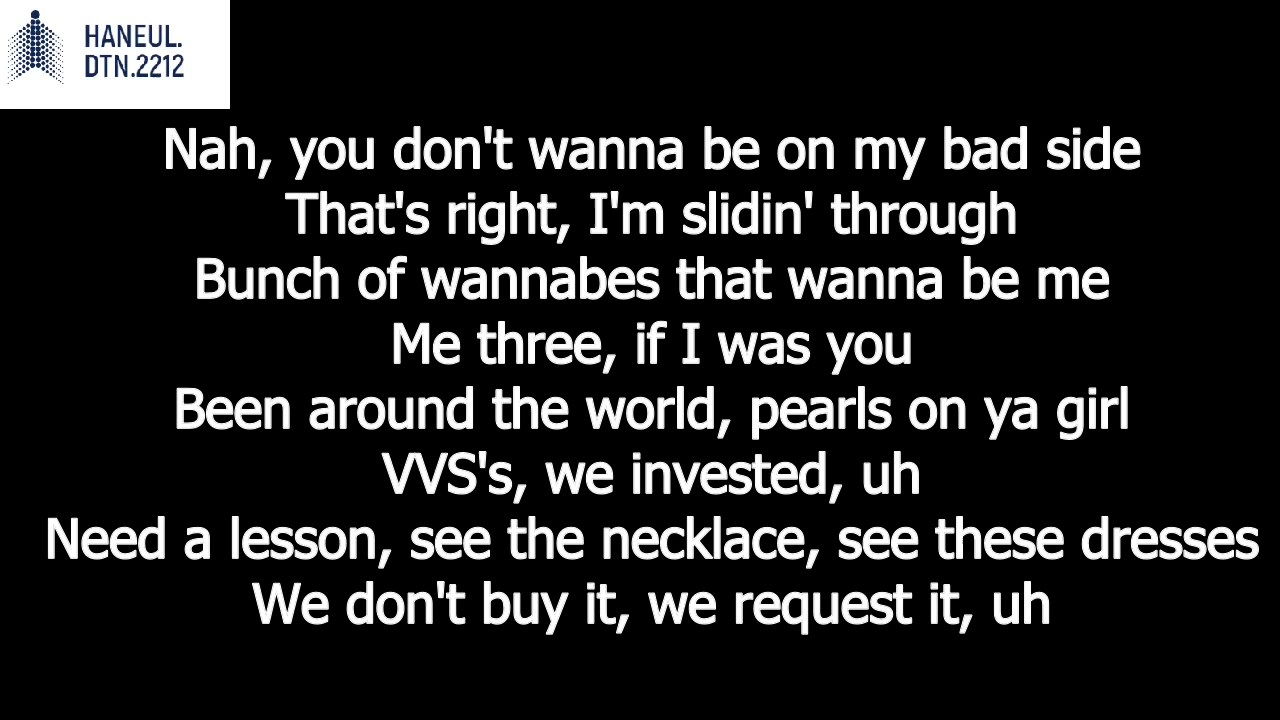 HANEUL.
DTN.2212
Nah, you don't wanna be on my bad side
That's right, I'm slidin' through
Bunch of wannabes that wanna be me
Me three, if I was you
Been around the world, pearls on ya girl
VVS's, we invested, uh
Need a lesson, see the necklace, see these dresses
We don't buy it, we request it, uh